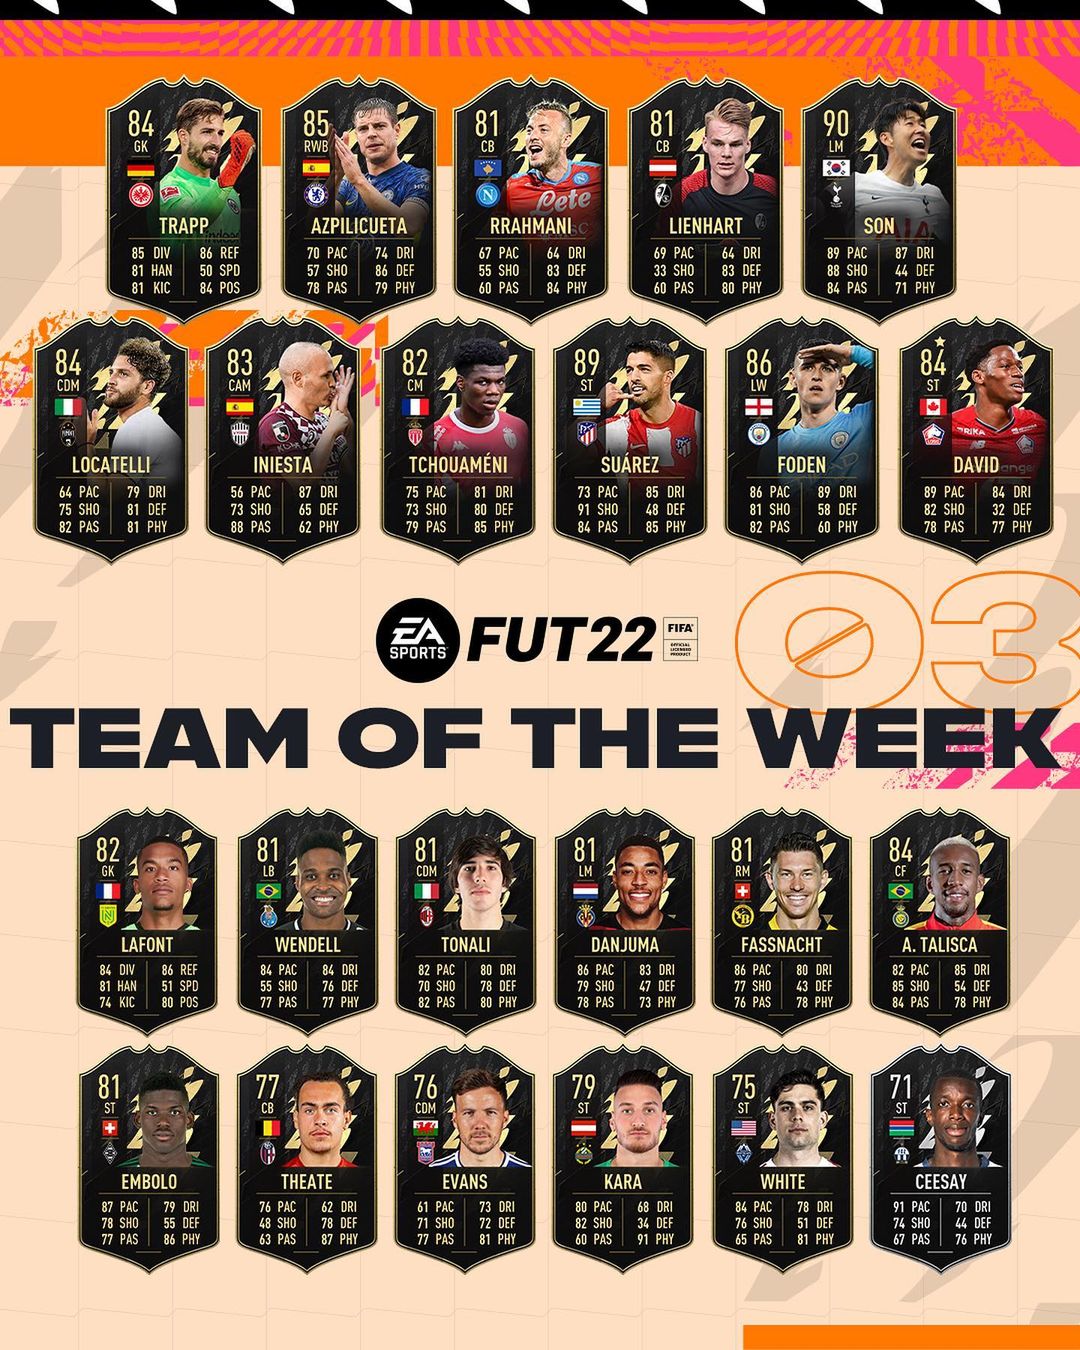 84
GK
TRAPP
85 DIV 86 REF
81 HAN 50 SPD
81 KIC 84 POS
85
RWB
AZPILICUETA
70 PAC 74 DRI
57 SHO 86 DEF
78 PAS 79 PHY
81
CB
Lete
RRAHMANI
67 PAC 64 DRI
55 SHO 83 DEF
60 PAS 84 PHY
81
CB
LIENHART
69 PAC 64 DRI
33 SHO 83 DEF
60 PAS 80 PHY
90
LM
SON
89 PAC 87 DRI
88 SHO 44 DEF
84 PAS 71 PHY
84
CDM
LOCATELLI
64 PAC 79 DRI
75 SHO 81 DEF
82 PAS 81 PHY
83
CAM
INIESTA
56 PAC 87 DRI
73 SHO 65 DEF
88 PAS 62 PHY
82
CM
TCHOUAMÉNI
75 PAC 81 DRI
73 SHO 80 DEF
79 PAS 85 PHY
89
ST
SUÁREZ
73 PAC 85 DRI
91 SHO 48 DEF
84 PAS 85 PHY
86
LW
FODEN
86 PAC 89 DRI
81 SHO 58 DEF
82 PAS 60 PHY
84
ST
DAVID
89 PAC 84 DRI
82 SHO 32 DEF
78 PAS 77 PHY
03
EA
SPORTS
FUT22
FIFA
OFFICIAL
LICENSED
PRODUCT
TEAM OF THE WEEK
82
GK
LAFONT
84 DIV 86 REF
81 HAN 51 SPD
74 KIC 80 POS
81
LB
WENDELL
84 PAC 84 DRI
55 SHO 76 DEF
77 PAS 77 PHY
81
CDM
TONALI
82 PAC 80 DRI
70 SHO 78 DEF
82 PAS 80 PHY
81
LM
DANJUMA
86 PAC 83 DRI
79 SHO 47 DEF
78 PAS 73 PHY
81
RM
FASSNACHT
86 PAC 80 DRI
77 SHO 43 DEF
76 PAS 78 PHY
84
CF
A. TALISCA
82 PAC 85 DRI
85 SHO 54 DEF
84 PAS 78 PHY
81
ST
EMBOLO
87 PAC 79 DRI
78 SHO 55 DEF
77 PAS 86 PHY
77
CB
THEATE
76 PAC 62 DRI
48 SHO 78 DEF
63 PAS 87 PHY
76
CDM
EVANS
61 PAC 73 DRI
71 SHO 72 DEF
77 PAS 81 PHY
79
ST
KARA
80 PAC 68 DRI
82 SHO 34 DEF
60 PAS 91 PHY
75
ST
WHITE
84 PAC 78 DRI
76 SHO 51 DEF
65 PAS 81 PHY
71
ST
CEESAY
91 PAC 70 DRI
74 SHO 44 DEF
67 PAS 76 PHY